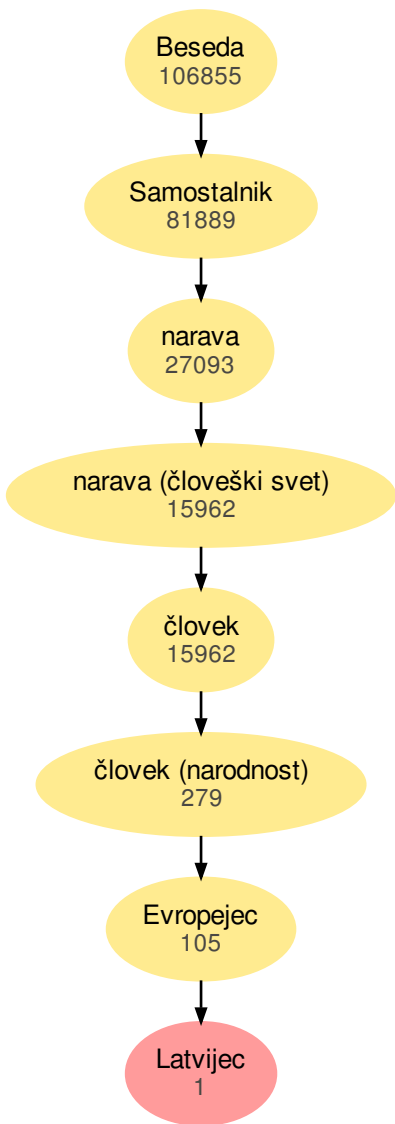 Beseda
106855
Samostalnik
81889
narava
27093
narava (človeški svet)
15962
človek
15962
človek (narodnost)
279
Evropejec
105
Latvijec
1